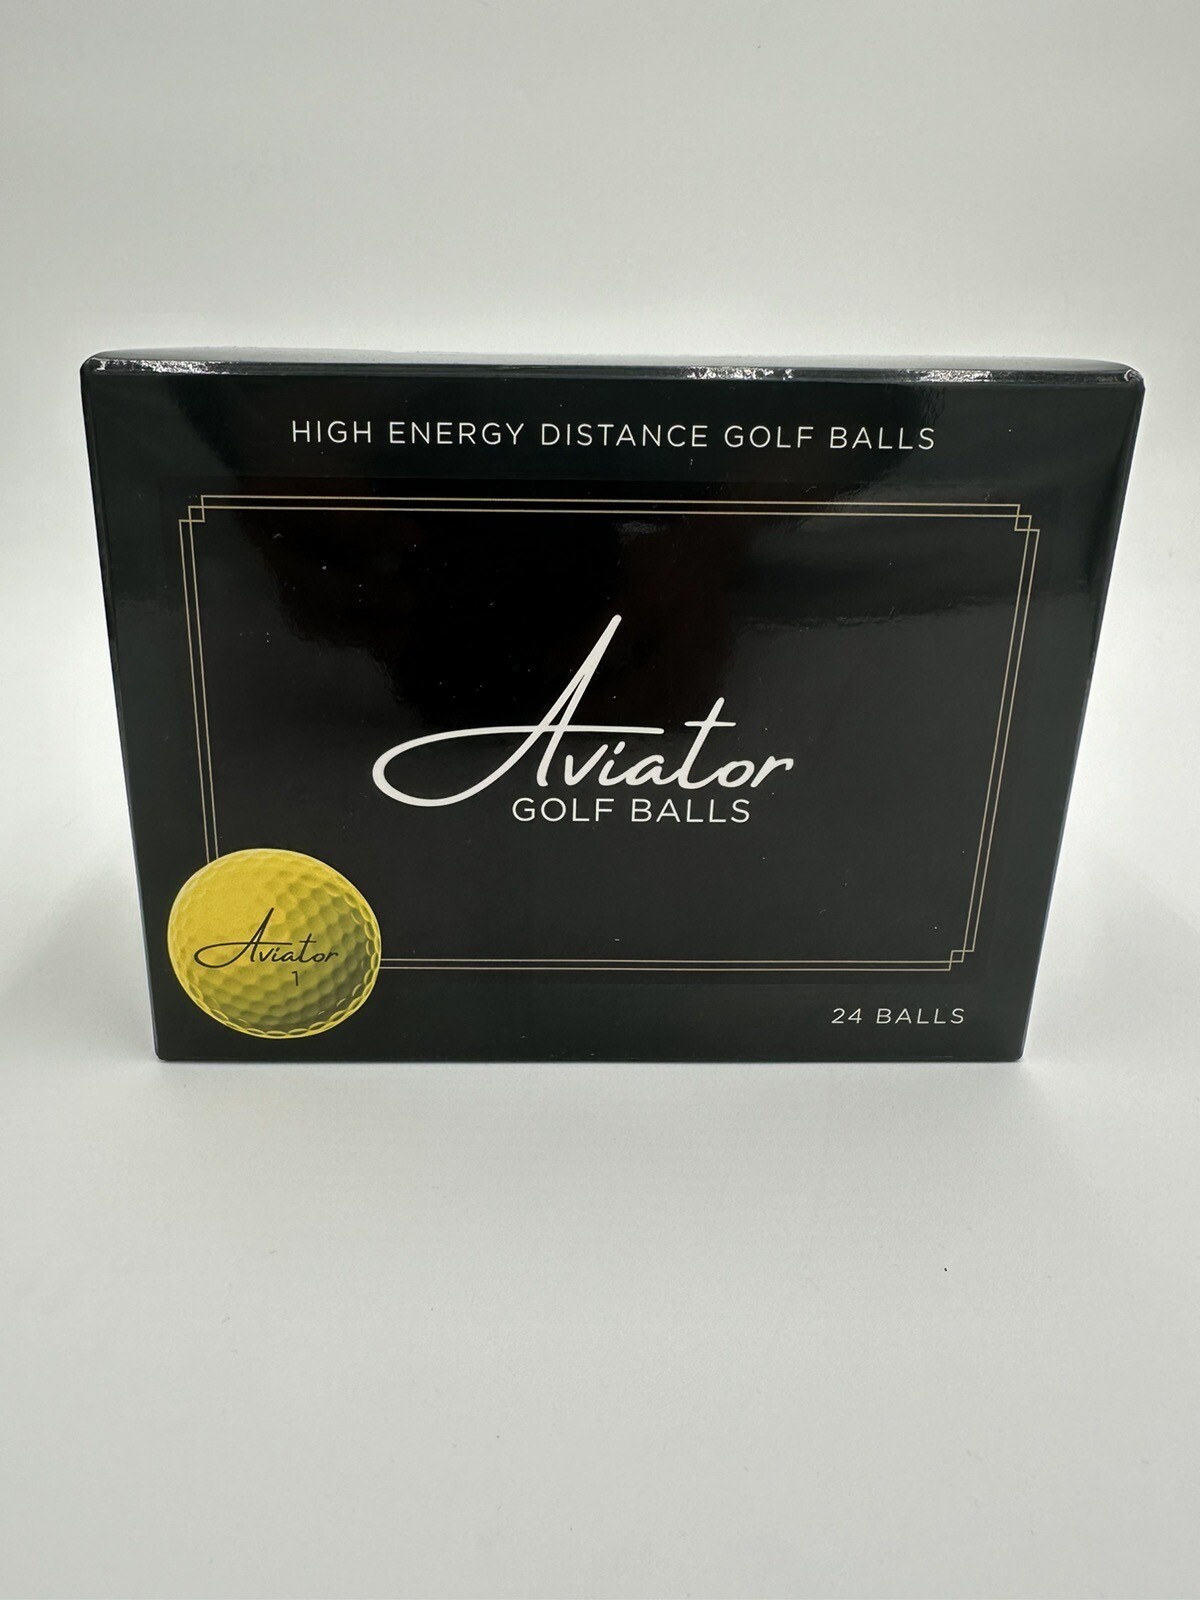 HIGH ENERGY DISTANCE GOLF BALLS
Aviator
GOLF BALLS
Aviator
1
24 BALLS